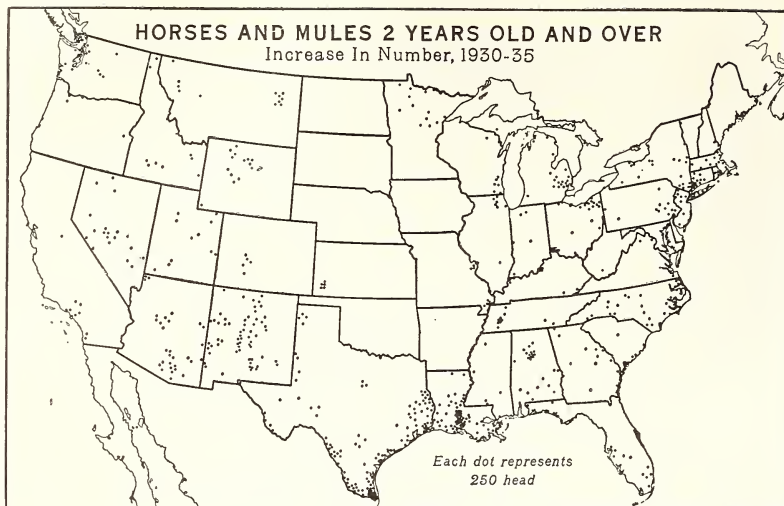 HORSES AND MULES 2 YEARS OLD AND OVER
Increase In Number, 1930-35
Each dot represents
250 head